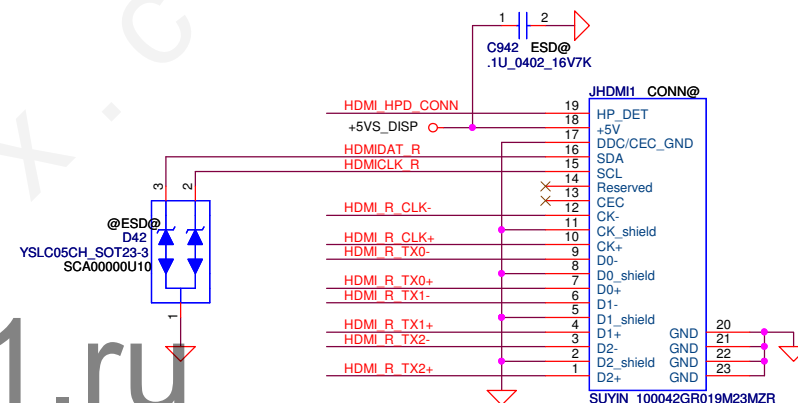 1 2
C942 ESD@
.1U_0402_16V7K
JHDMI1 CONN@
HDMI_HPD_CONN 19 HP_DET
+5VS_DISP 18 +5V
17 DDC/CEC_GND
HDMIDAT_R 16 SDA
HDMICLK_R 15 SCL
14 Reserved
13 CEC
HDMI_R_CLK- 12 CK-
11 CK_shield
HDMI_R_CLK+ 10 CK+
HDMI_R_TX0- 9 D0-
8 D0_shield
HDMI_R_TX0+ 7 D0+
HDMI_R_TX1- 6 D1-
5 D1_shield
HDMI_R_TX1+ 4 D1+ GND 20
HDMI_R_TX2- 3 D2- GND 21
2 D2_shield GND 22
HDMI_R_TX2+ 1 D2+ GND 23
SUYIN_100042GR019M23MZR
3 2
@ESD@
D42
YSLC05CH_SOT23-3
SCA00000U10
1
1.ru